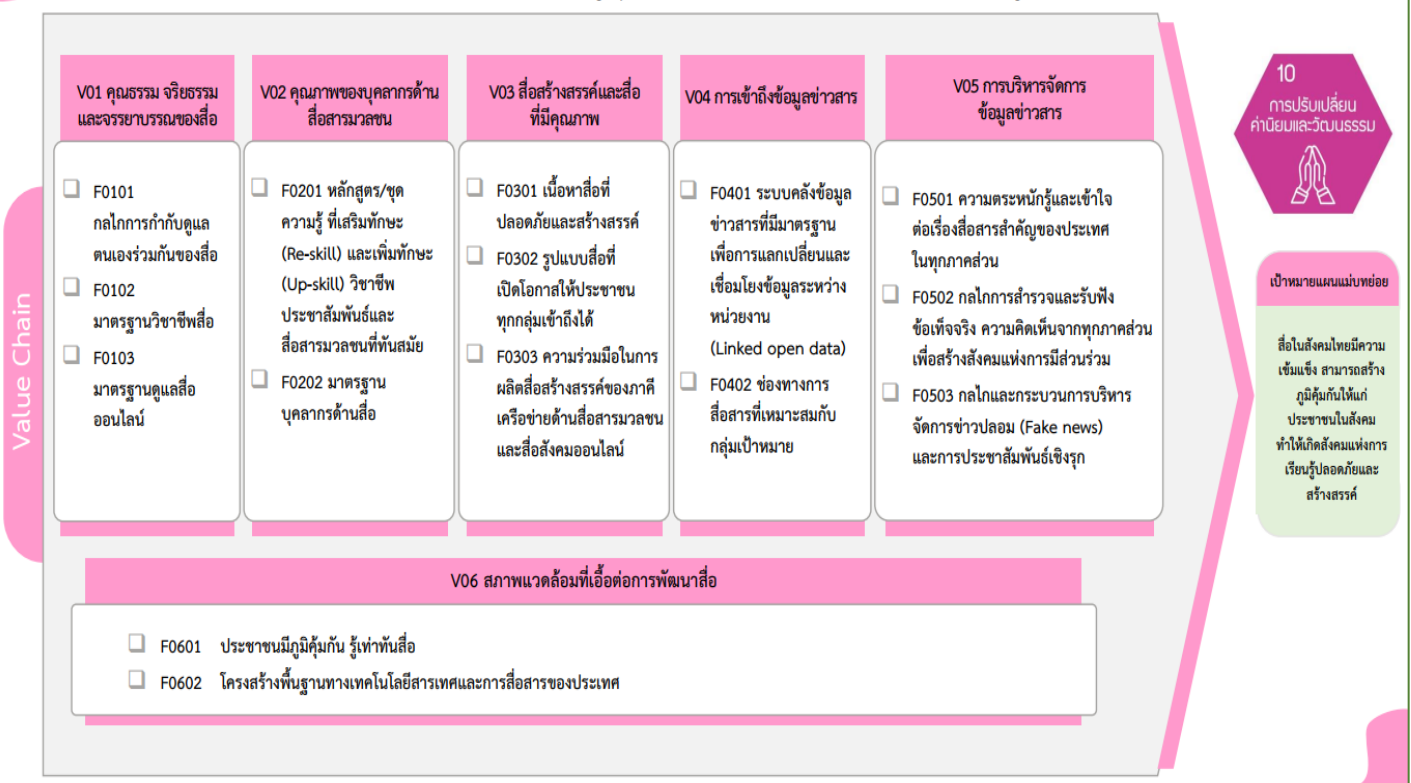 Value Chain
V01 คุณธรรม จริยธรรม
และจรรยาบรรณของสื่อ
F0101
กลไกการกำกับดูแล
ตนเองร่วมกันของสื่อ
F0102
มาตรฐานวิชาชีพสื่อ
F0103
มาตรฐานดูแลสื่อ
ออนไลน์
V02 คุณภาพของบุคลากรด้าน
สื่อสารมวลชน
F0201 หลักสูตร/ชุด
ความรู้ ที่เสริมทักษะ
(Re-skill) และเพิ่มทักษะ
(Up-skill) วิชาชีพ
ประชาสัมพันธ์และ
สื่อสารมวลชนที่ทันสมัย
F0202 มาตรฐาน
บุคลากรด้านสื่อ
V03 สื่อสร้างสรรค์และสื่อ
ที่มีคุณภาพ
F0301 เนื้อหาสื่อที่
ปลอดภัยและสร้างสรรค์
F0302 รูปแบบสื่อที่
เปิดโอกาสให้ประชาชน
ทุกกลุ่มเข้าถึงได้
F0303 ความร่วมมือในการ
ผลิตสื่อสร้างสรรค์ของภาคี
เครือข่ายด้านสื่อสารมวลชน
และสื่อสังคมออนไลน์
V04 การเข้าถึงข้อมูลข่าวสาร
F0401 ระบบคลังข้อมูล
ข่าวสารที่มีมาตรฐาน
เพื่อการแลกเปลี่ยนและ
เชื่อมโยงข้อมูลระหว่าง
หน่วยงาน
(Linked open data)
F0402 ช่องทางการ
สื่อสารที่เหมาะสมกับ
กลุ่มเป้าหมาย
V05 การบริหารจัดการ
ข้อมูลข่าวสาร
F0501 ความตระหนักรู้และเข้าใจ
ต่อเรื่องสื่อสารสำคัญของประเทศ
ในทุกภาคส่วน
F0502 กลไกการสำรวจและรับฟัง
ข้อเท็จจริง ความคิดเห็นจากทุกภาคส่วน
เพื่อสร้างสังคมแห่งการมีส่วนร่วม
F0503 กลไกและกระบวนการบริหาร
จัดการข่าวปลอม (Fake news)
และการประชาสัมพันธ์เชิงรุก
V06 สภาพแวดล้อมที่เอื้อต่อการพัฒนาสื่อ
F0601 ประชาชนมีภูมิคุ้มกัน รู้เท่าทันสื่อ
F0602 โครงสร้างพื้นฐานทางเทคโนโลยีสารเทศและการสื่อสารของประเทศ
10
การปรับเปลี่ยน
ค่านิยมและวัฒนธรรม
เป้าหมายแผนแม่บทย่อย
สื่อในสังคมไทยมีความ
เข้มแข็ง สามารถสร้าง
ภูมิคุ้มกันให้แก่
ประชาชนในสังคม
ทำให้เกิดสังคมแห่งการ
เรียนรู้ปลอดภัยและ
สร้างสรรค์